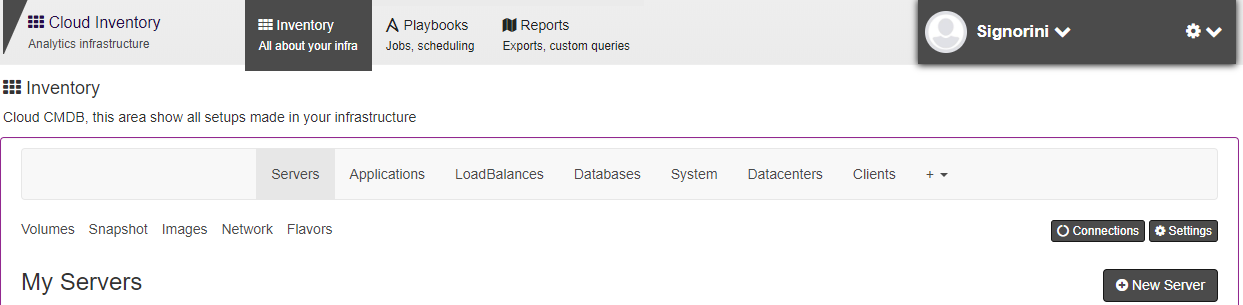 Cloud Inventory
Analytics infrastructure
Inventory
All about your infra
Playbooks
Jobs, scheduling
Reports
Exports, custom queries
Signorini
Inventory
Cloud CMDB, this area show all setups made in your infrastructure
Servers Applications LoadBalances Databases System Datacenters Clients +
Volumes Snapshot Images Network Flavors Connections Settings
My Servers New Server